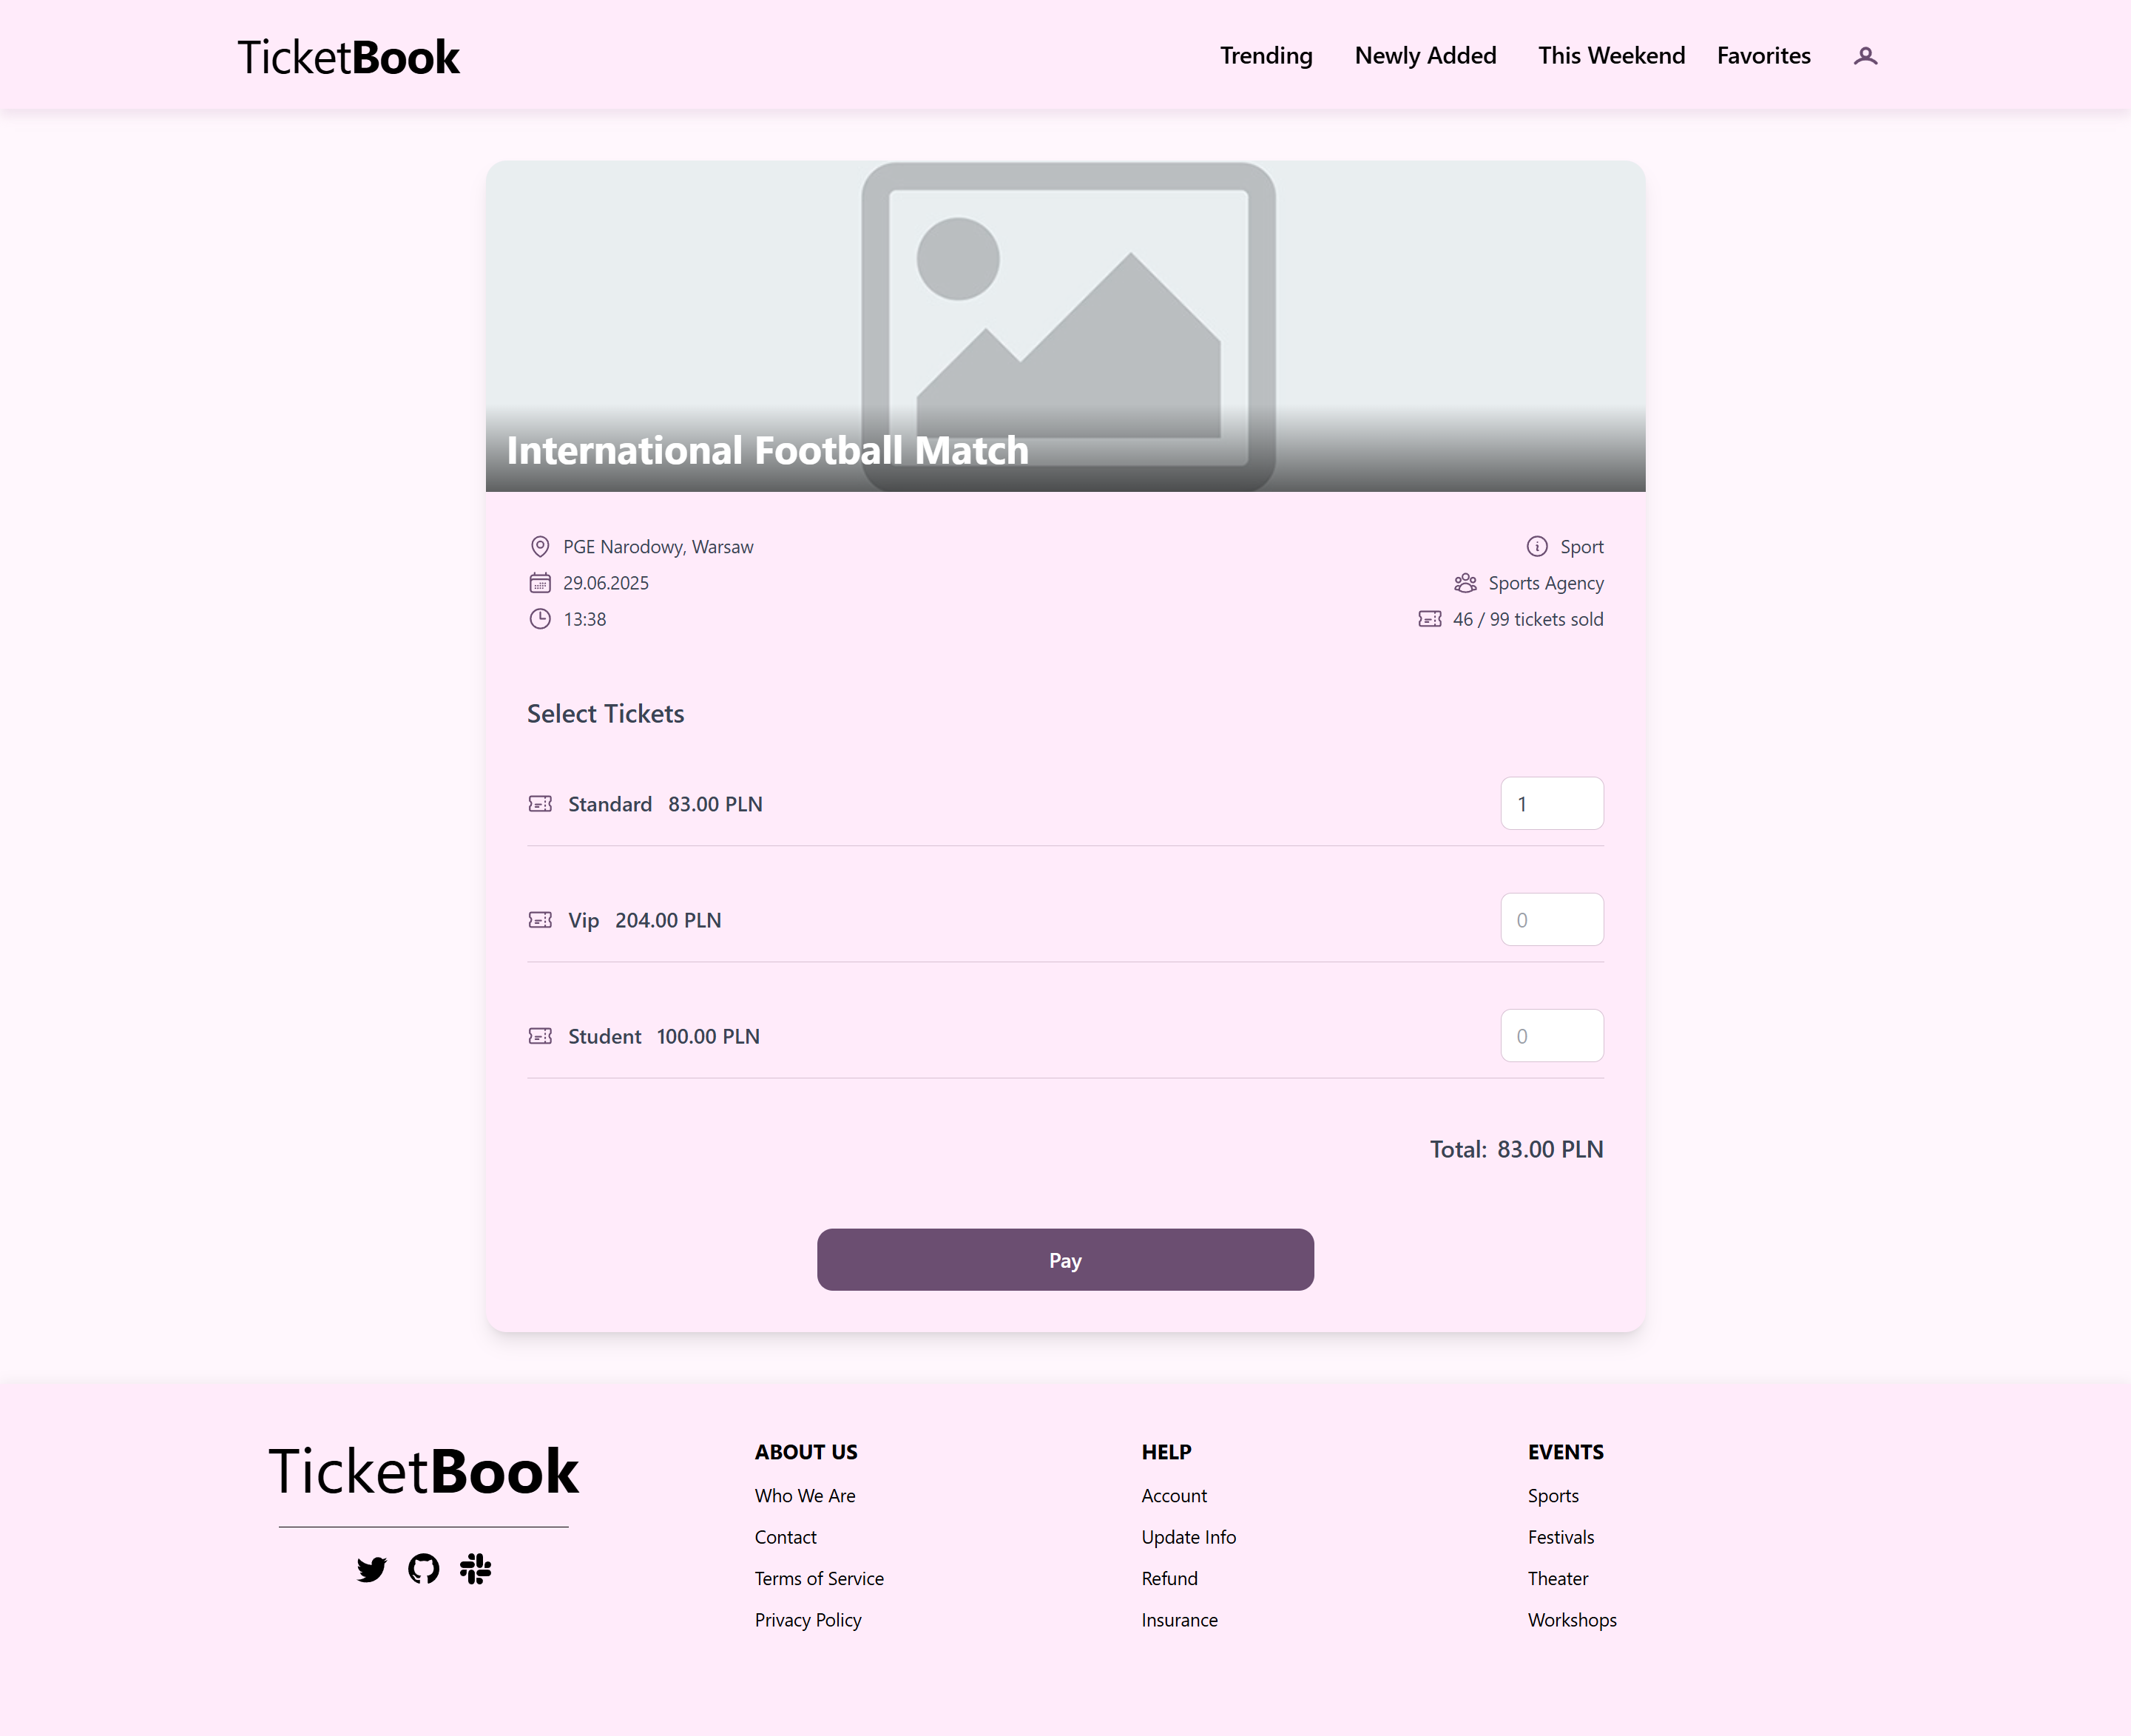 TicketBook
Trending Newly Added This Weekend Favorites
International Football Match
PGE Narodowy, Warsaw
29.06.2025
13:38
Sport
Sports Agency
46 / 99 tickets sold
Select Tickets
Standard 83.00 PLN 1
Vip 204.00 PLN 0
Student 100.00 PLN 0
Total: 83.00 PLN
Pay
TicketBook
ABOUT US
Who We Are
Contact
Terms of Service
Privacy Policy
HELP
Account
Update Info
Refund
Insurance
EVENTS
Sports
Festivals
Theater
Workshops